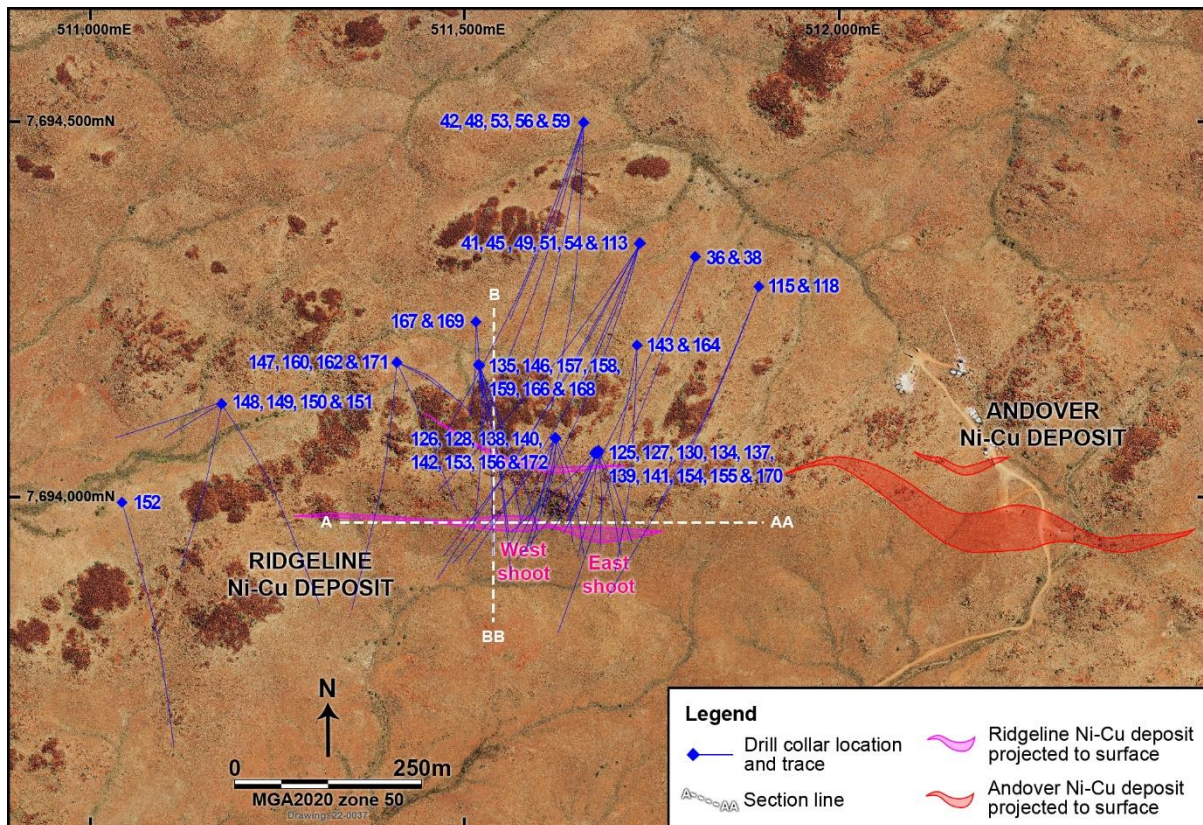 511,000mE
511,500mE
512,000mE
7,694,500mN
42, 48, 53, 56 & 59
41, 45, 49, 51, 54 & 113
36 & 38
115 & 118
B
167 & 169
143 & 164
147, 160, 162 & 171
135, 146, 157, 158,
159, 166 & 168
148, 149, 150 & 151
ANDOVER
Ni-Cu DEPOSIT
126, 128, 138, 140,
142, 153, 156 & 172
125, 127, 130, 134, 137,
139, 141, 154, 155 & 170
7,694,000mN
152
A
AA
RIDGELINE
Ni-Cu DEPOSIT
West
shoot
East
shoot
BB
N
0
250m
MGA2020 zone 50
Drawing: 22-0037
Legend
Drill collar location
and trace
A
AA
Section line
Ridgeline Ni-Cu deposit
projected to surface
Andover Ni-Cu deposit
projected to surface